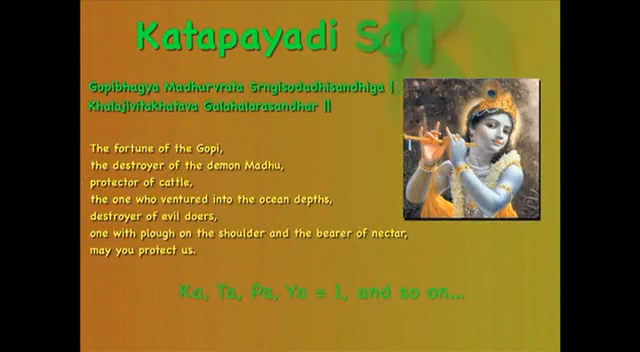 Katapayadi
Gopibhagya Madhurvrata Srngisodadhisandhiga |
Khalajivitakhatava Galahalarasandhar ||
The fortune of the Gopi,
the destroyer of the demon Madhu,
protector of cattle,
the one who ventured into the ocean depths,
destroyer of evil doers,
one with plough on the shoulder and the bearer of nectar,
may you protect us.
Ka, Ta, Pa, Ya = 1, and so on...